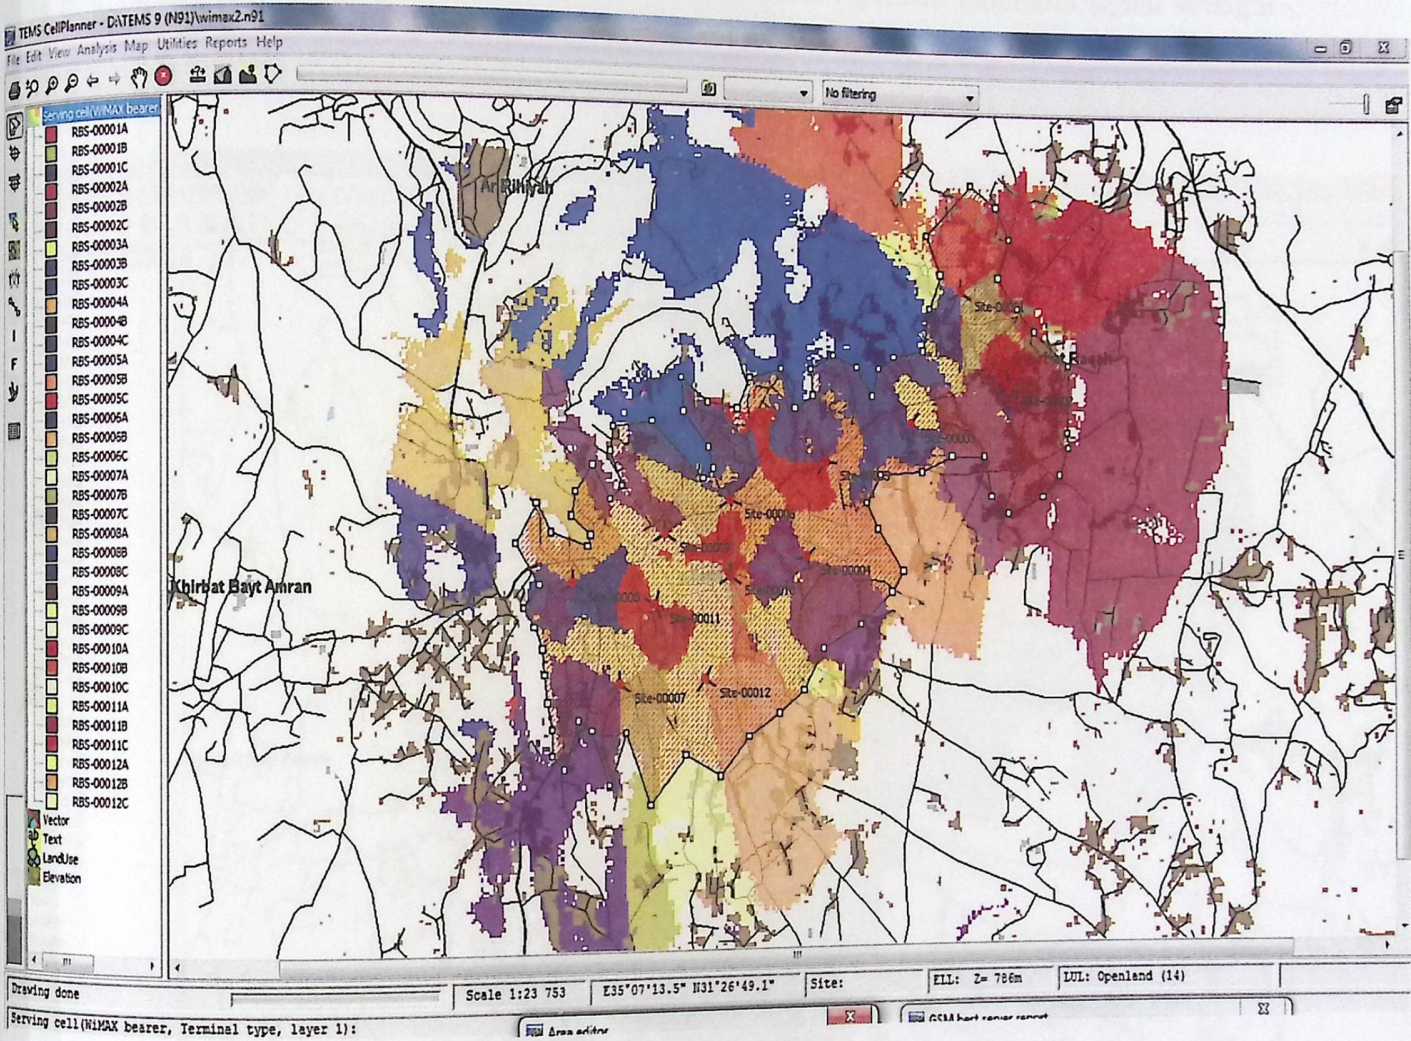 TEMS CellPlanner - D:\TEMS 9 (N91)\wimax2.n91
File Edit View Analysis Map Utilities Reports Help
No filtering
Serving cell(WiMAX bearer
RBS-00001A
RBS-00001B
RBS-00001C
RBS-00002A
RBS-00002B
RBS-00002C
RBS-00003A
RBS-00003B
RBS-00003C
RBS-00004A
RBS-00004B
RBS-00004C
RBS-00005A
RBS-00005B
RBS-00005C
RBS-00006A
RBS-00006B
RBS-00006C
RBS-00007A
RBS-00007B
RBS-00007C
RBS-00008A
RBS-00008B
RBS-00008C
RBS-00009A
RBS-00009B
RBS-00009C
RBS-00010A
RBS-00010B
RBS-00010C
RBS-00011A
RBS-00011B
RBS-00011C
RBS-00012A
RBS-00012B
RBS-00012C
Vector
Text
LandUse
Elevation
Ar Rihiyah
Site-00006
Site-00009
Site-00004
Khirbat Bayt Amran
Site-00011
Site-00007
Site-00012
Drawing done
Scale 1:23 753
E35°07'13.5" N31°26'49.1"
Site:
ELL: Z= 786m
LUL: Openland (14)
Serving cell(WiMAX bearer, Terminal type, layer 1):
Area editor
GSM best server report